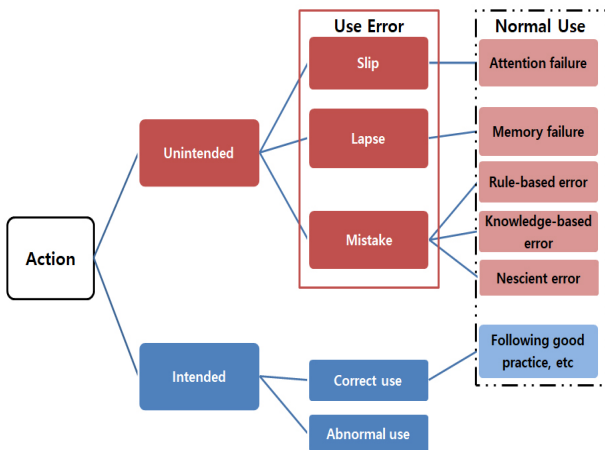 Use Error
Normal Use
Slip
Attention failure
Lapse
Memory failure
Unintended
Rule-based error
Mistake
Knowledge-based
error
Nescient error
Action
Following good
practice, etc
Intended
Correct use
Abnormal use